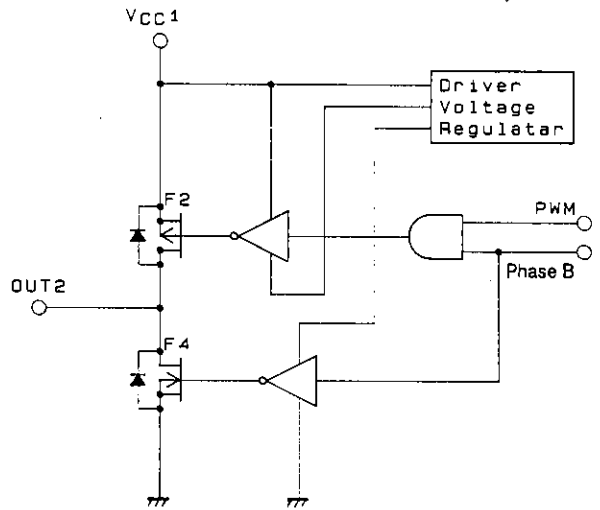 VCC1
Driver
Voltage
Regulatar
F2
PWM
Phase B
OUT2
F4